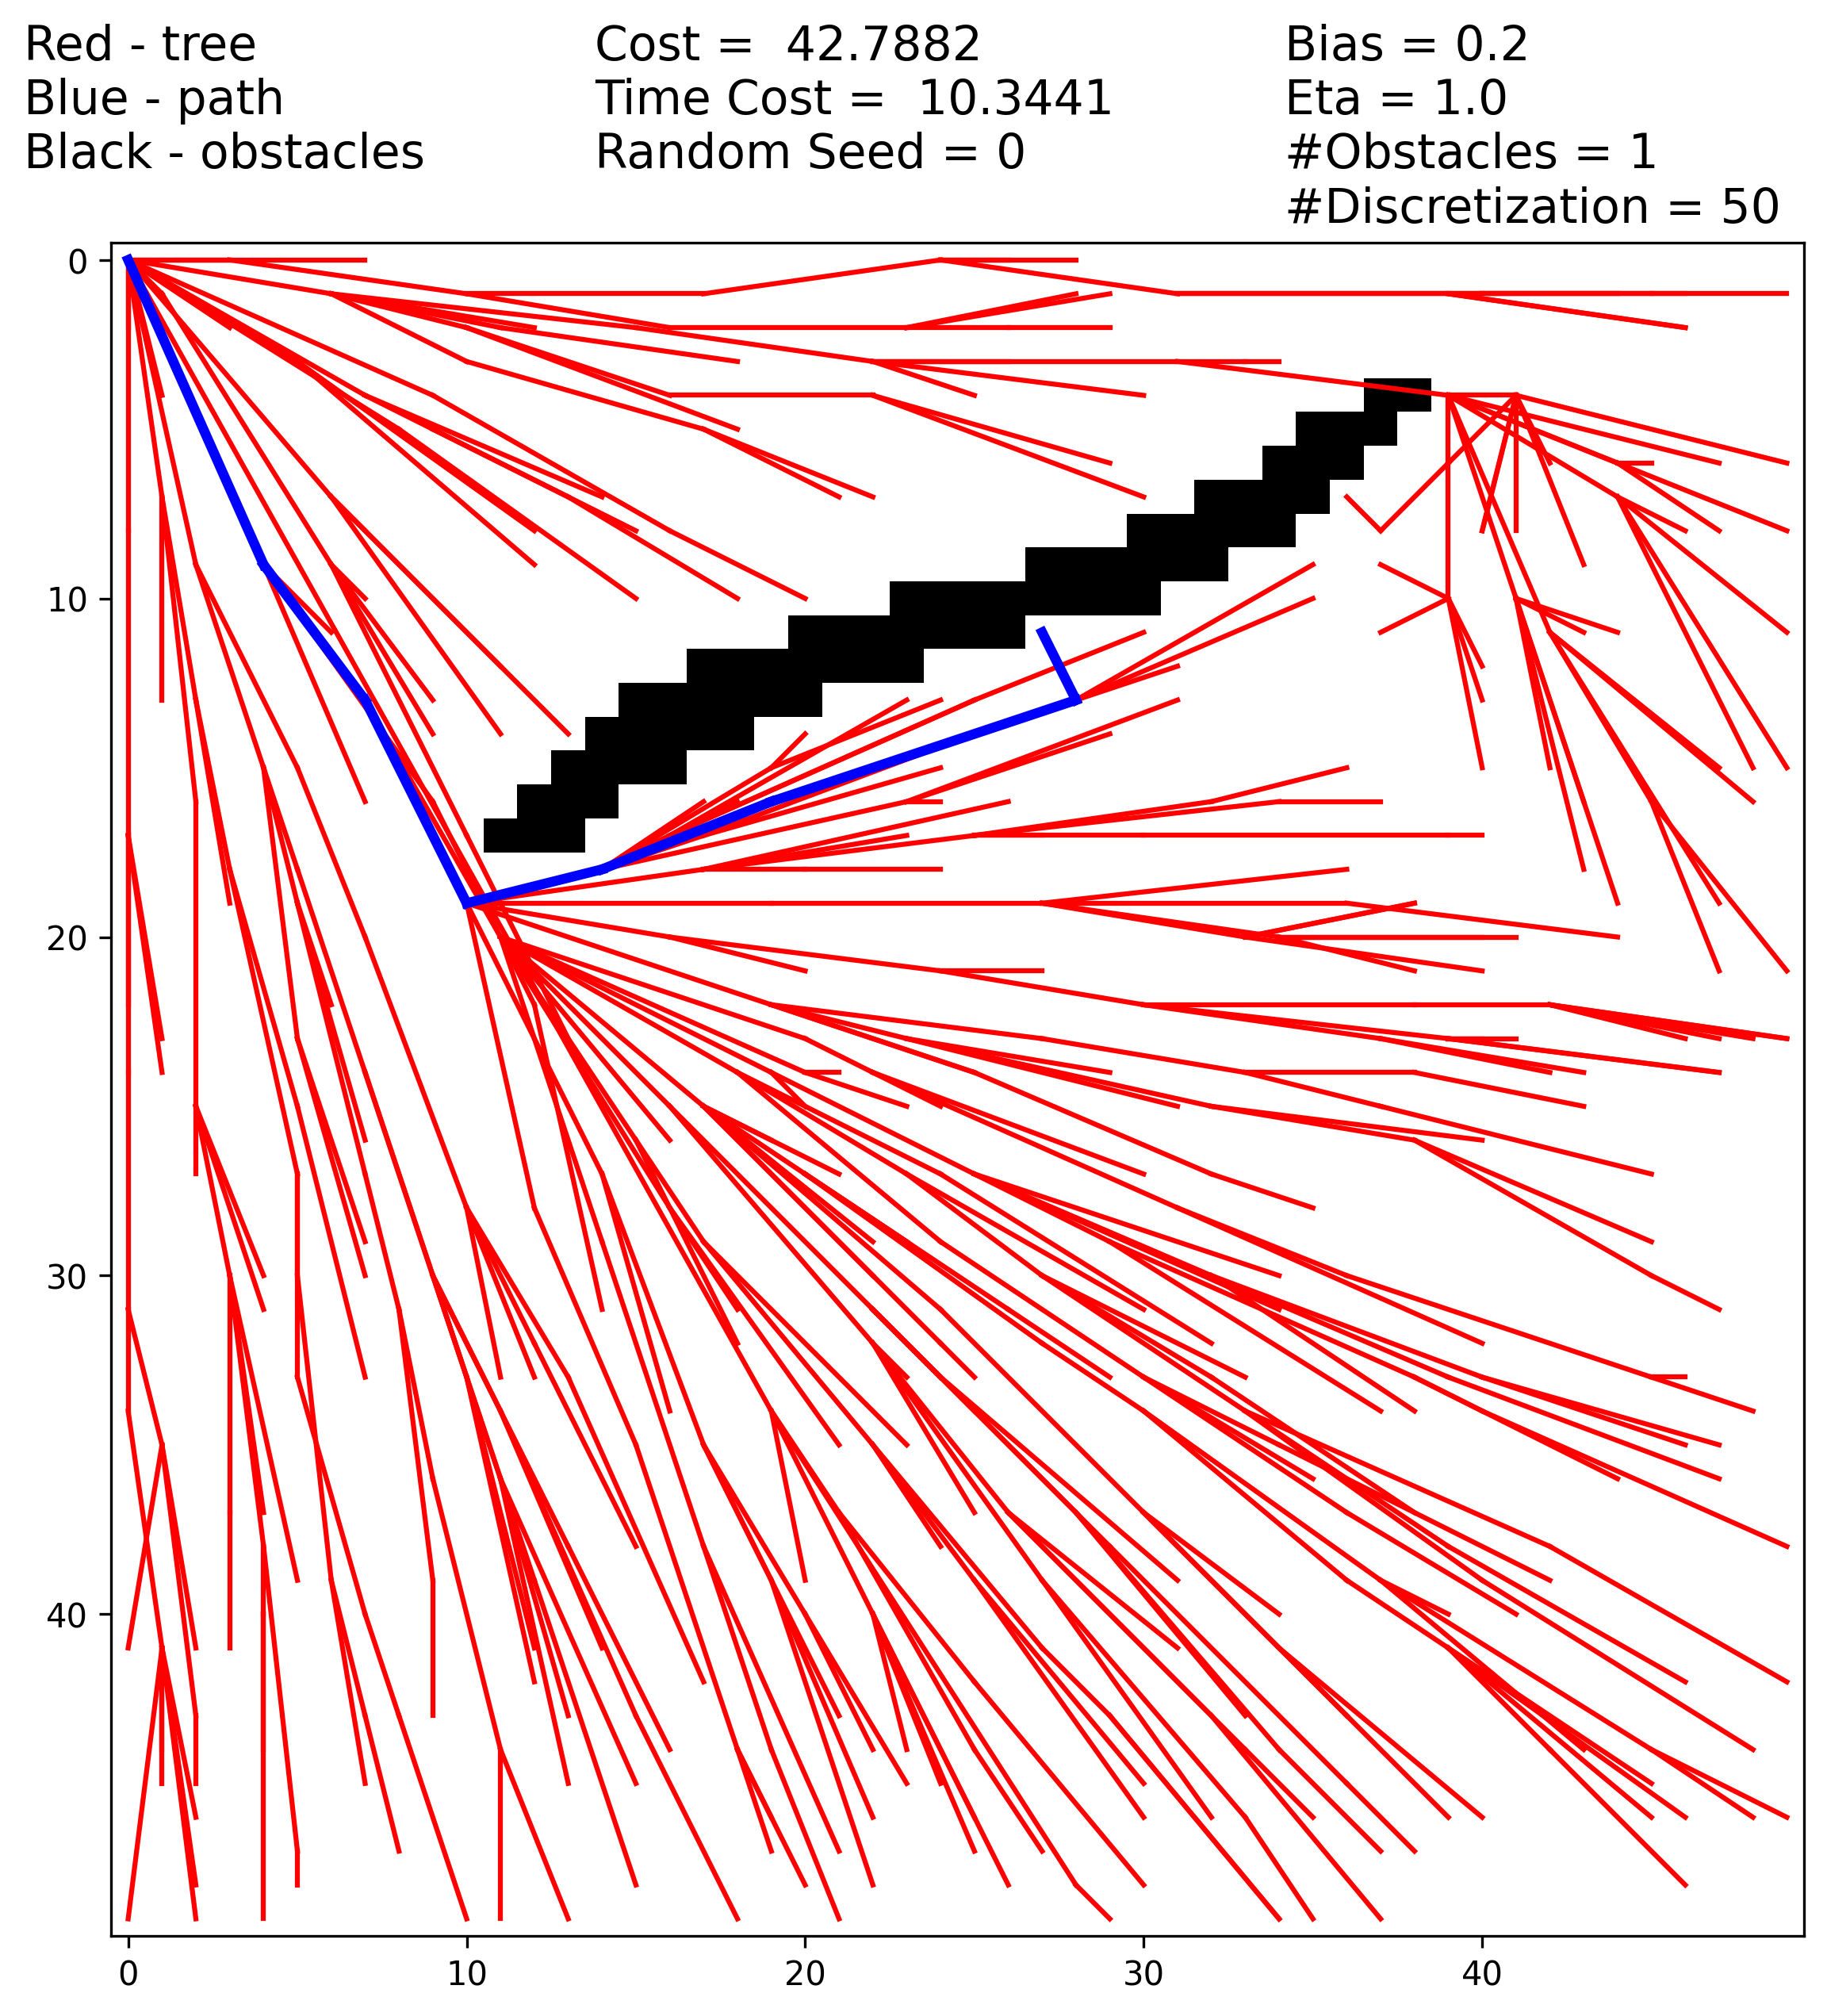 Red - tree
Blue - path
Black - obstacles
Cost =  42.7882
Time Cost =  10.3441
Random Seed = 0
Bias = 0.2
Eta = 1.0
#Obstacles = 1
#Discretization = 50
0
10
20
30
40
0 10 20 30 40